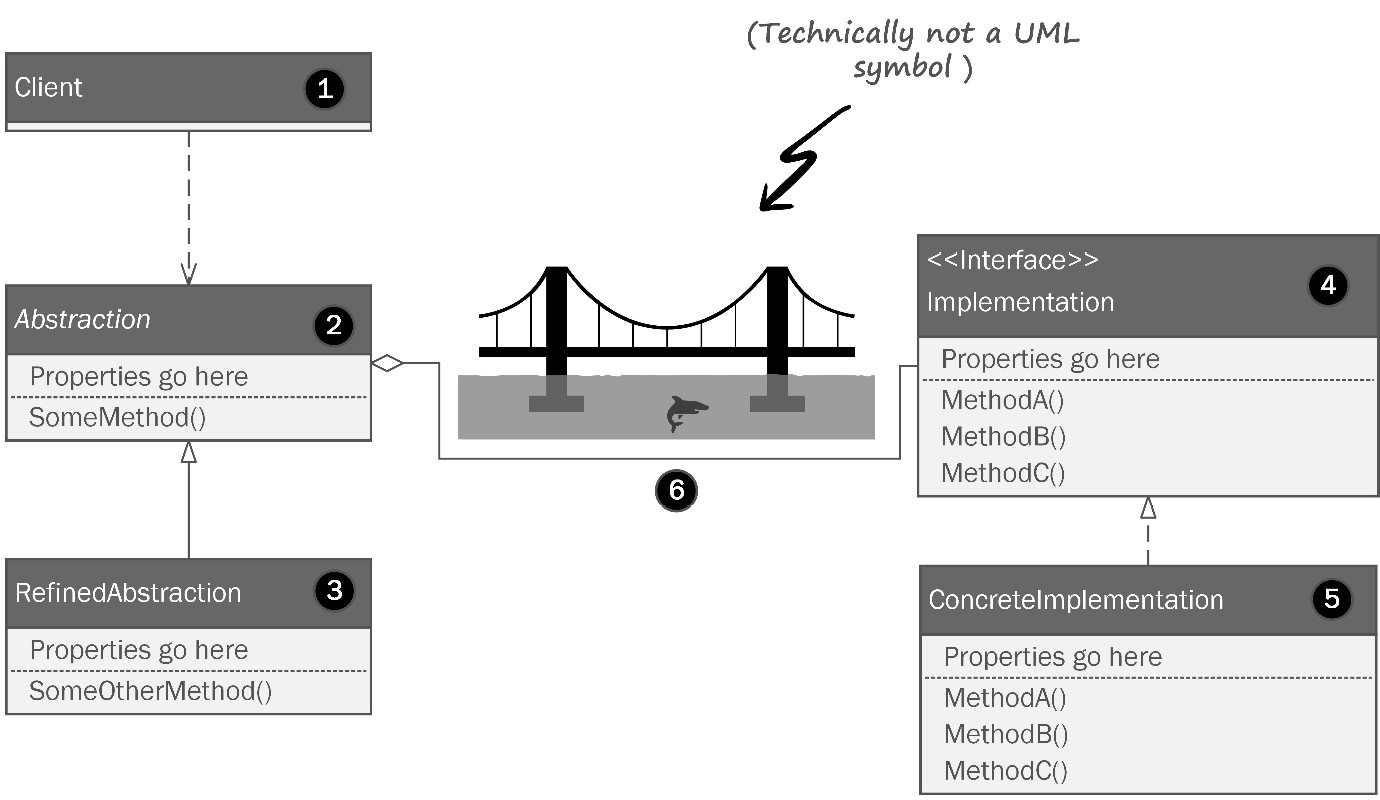 (Technically not a UML
symbol )
Client
1
Abstraction
2
Properties go here
SomeMethod()
RefinedAbstraction
3
Properties go here
SomeOtherMethod()
6
<<Interface>>
Implementation
4
Properties go here
MethodA()
MethodB()
MethodC()
ConcreteImplementation
5
Properties go here
MethodA()
MethodB()
MethodC()